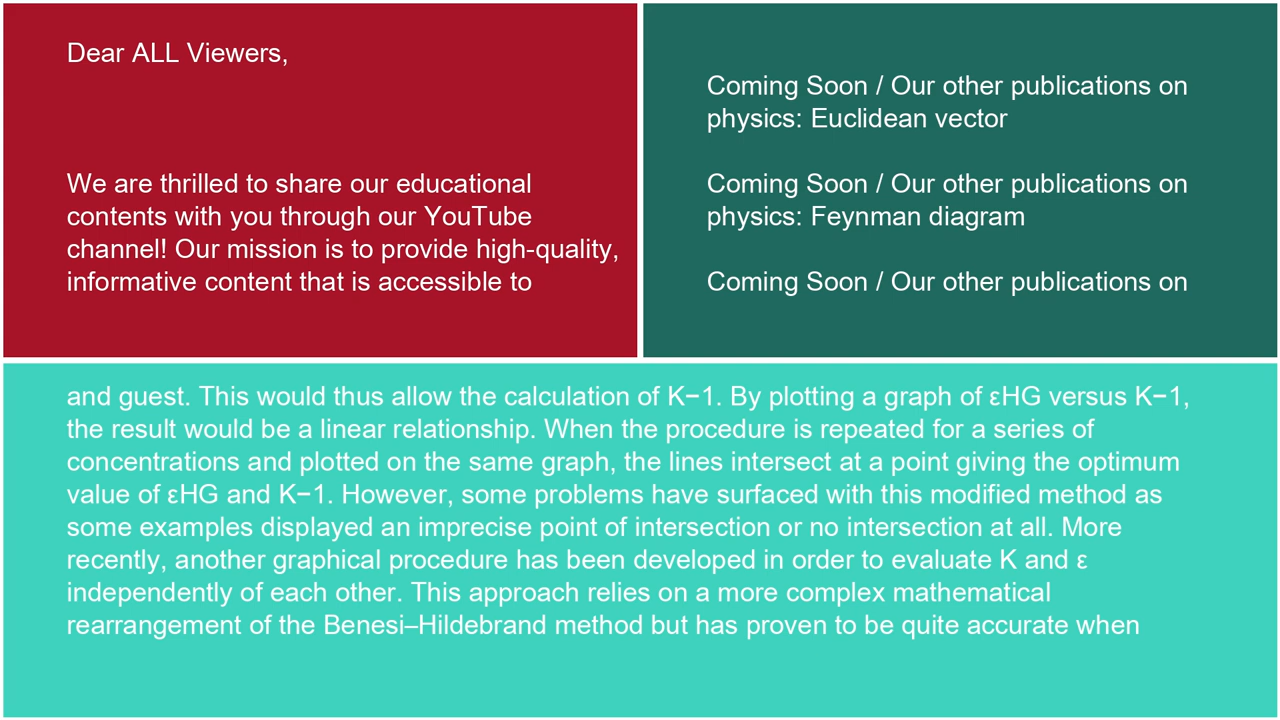 Dear ALL Viewers,
We are thrilled to share our educational
contents with you through our YouTube
channel! Our mission is to provide high-quality,
informative content that is accessible to
Coming Soon / Our other publications on
physics: Euclidean vector
Coming Soon / Our other publications on
physics: Feynman diagram
Coming Soon / Our other publications on
and guest. This would thus allow the calculation of K−1. By plotting a graph of εHG versus K−1,
the result would be a linear relationship. When the procedure is repeated for a series of
concentrations and plotted on the same graph, the lines intersect at a point giving the optimum
value of εHG and K−1. However, some problems have surfaced with this modified method as
some examples displayed an imprecise point of intersection or no intersection at all. More
recently, another graphical procedure has been developed in order to evaluate K and ε
independently of each other. This approach relies on a more complex mathematical
rearrangement of the Benesi–Hildebrand method but has proven to be quite accurate when